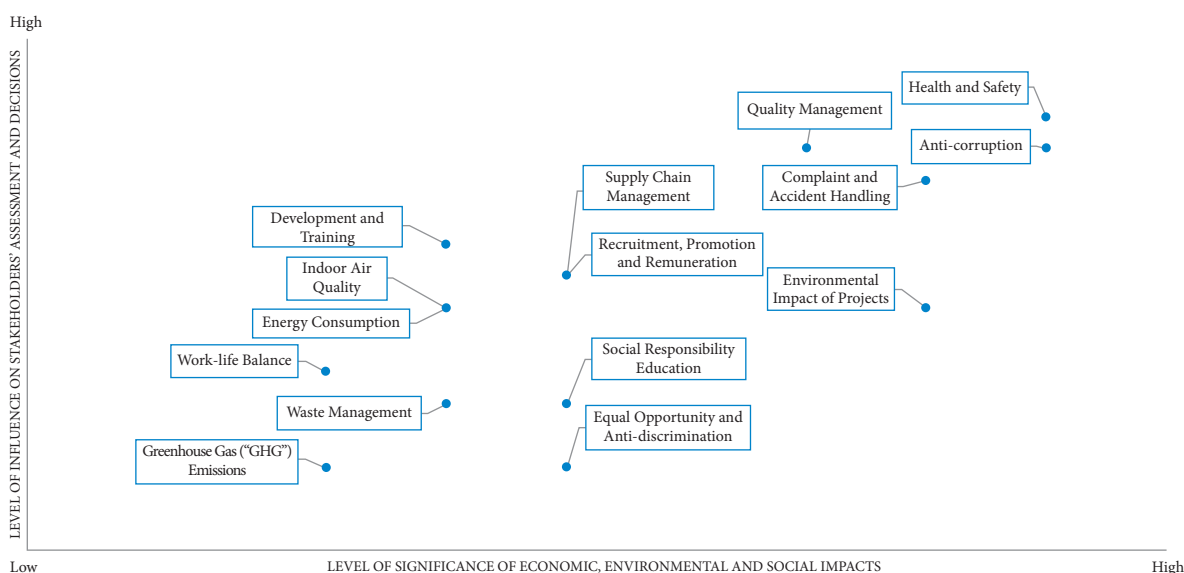 High
LEVEL OF INFLUENCE ON STAKEHOLDERS’ ASSESSMENT AND DECISIONS
Health and Safety
Quality Management
Anti-corruption
Supply Chain
Management
Complaint and
Accident Handling
Development and
Training
Recruitment, Promotion
and Remuneration
Indoor Air
Quality
Environmental
Impact of Projects
Energy Consumption
Work-life Balance
Social Responsibility
Education
Waste Management
Equal Opportunity and
Anti-discrimination
Greenhouse Gas (“GHG”)
Emissions
Low
LEVEL OF SIGNIFICANCE OF ECONOMIC, ENVIRONMENTAL AND SOCIAL IMPACTS
High